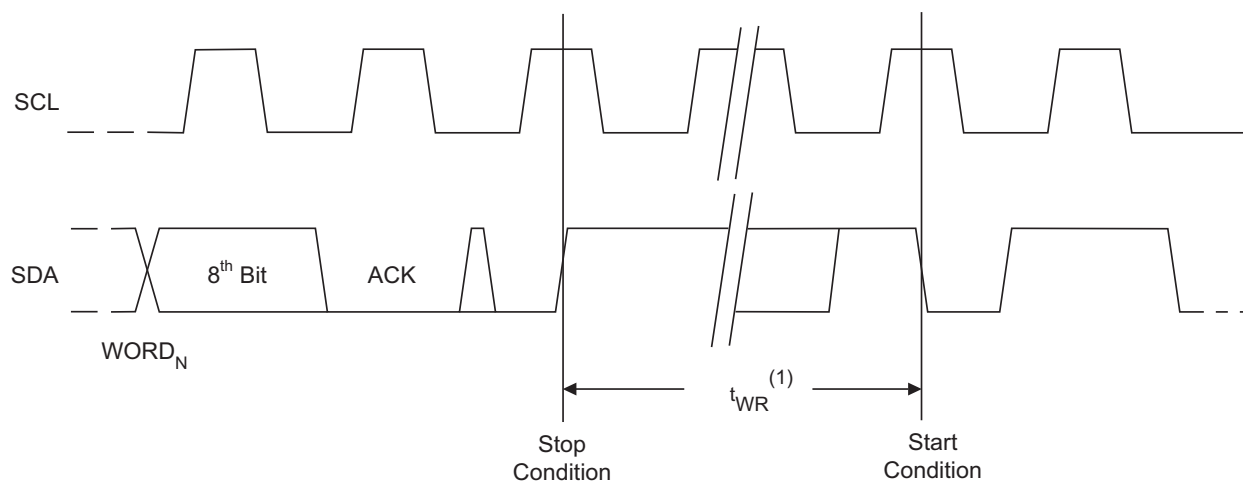 SCL
SDA
8th Bit
ACK
WORDN
tWR(1)
Stop
Condition
Start
Condition